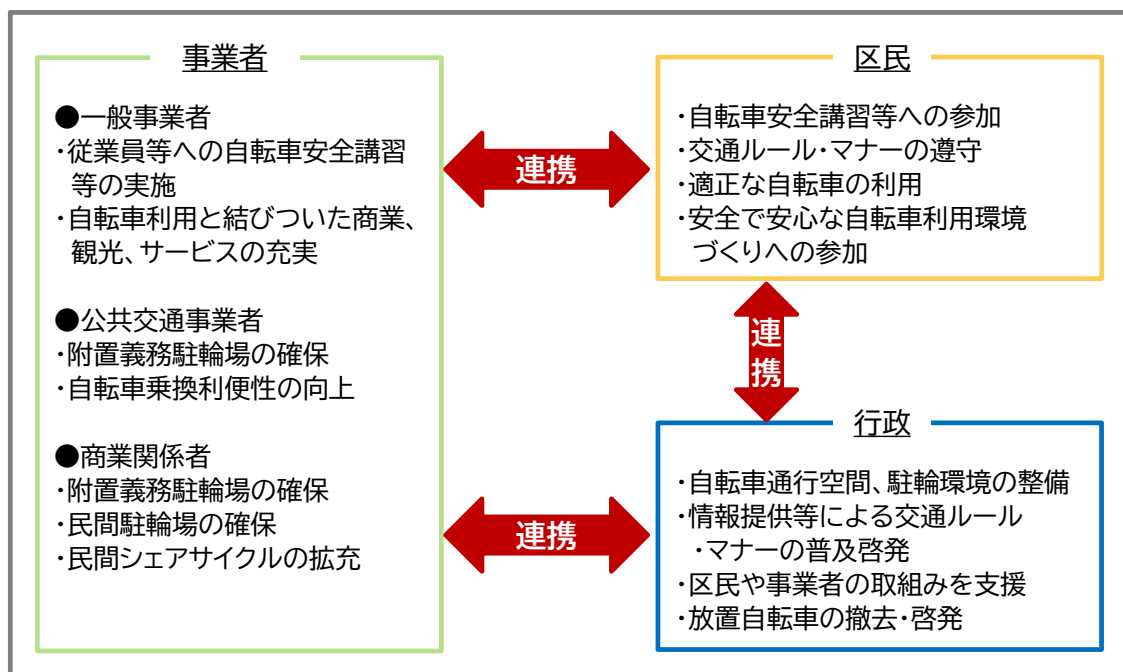 事業者
●一般事業者
・従業員等への自転車安全講習
等の実施
・自転車利用と結びついた商業、
観光、サービスの充実
●公共交通事業者
・附置義務駐輪場の確保
・自転車乗換利便性の向上
●商業関係者
・附置義務駐輪場の確保
・民間駐輪場の確保
・民間シェアサイクルの拡充
連携
連携
区民
・自転車安全講習等への参加
・交通ルール・マナーの遵守
・適正な自転車の利用
・安全で安心な自転車利用環境
づくりへの参加
連携
行政
・自転車通行空間、駐輪環境の整備
・情報提供等による交通ルール
・マナーの普及啓発
・区民や事業者の取組みを支援
・放置自転車の撤去・啓発